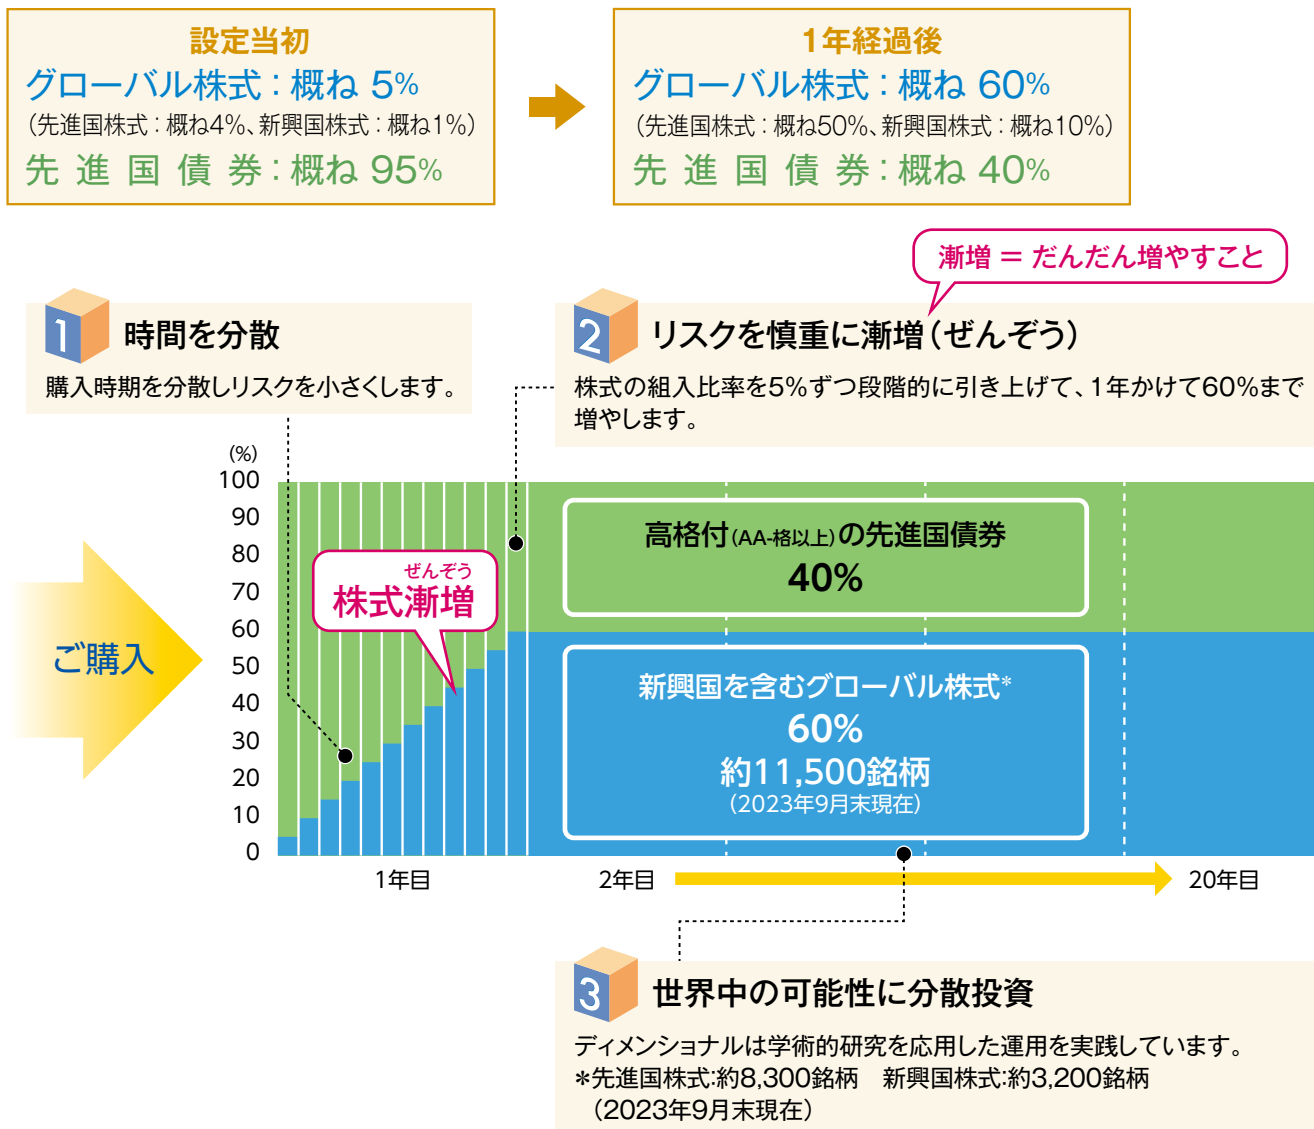 設定当初
グローバル株式：概ね 5%
（先進国株式：概ね4%、新興国株式：概ね1%）
先進国債券：概ね 95%
1年経過後
グローバル株式：概ね 60%
（先進国株式：概ね50%、新興国株式：概ね10%）
先進国債券：概ね 40%
漸増 = だんだん増やすこと
1 時間を分散
購入時期を分散しリスクを小さくします。
2 リスクを慎重に漸増（ぜんぞう）
株式の組入比率を5%ずつ段階的に引き上げて、1年かけて60%まで
増やします。
(%)
100
90
80
70
60
50
40
30
20
10
0
ご購入
ぜんぞう
株式漸増
高格付（AA-格以上）の先進国債券
40%
新興国を含むグローバル株式*
60%
約11,500銘柄
（2023年9月末現在）
1年目
2年目
20年目
3 世界中の可能性に分散投資
ディメンショナルは学術的研究を応用した運用を実践しています。
*先進国株式:約8,300銘柄　新興国株式:約3,200銘柄
（2023年9月末現在）